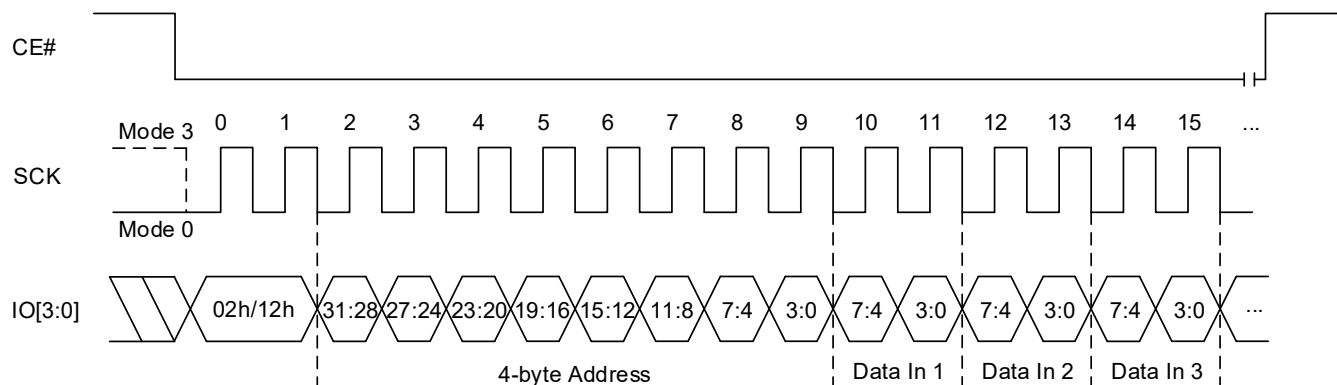 CE#
0 1 2 3 4 5 6 7 8 9 10 11 12 13 14 15 ...
Mode 3
SCK
Mode 0
IO[3:0] 02h/12h 31:28 27:24 23:20 19:16 15:12 11:8 7:4 3:0 7:4 3:0 7:4 3:0 7:4 3:0 ...
4-byte Address Data In 1 Data In 2 Data In 3